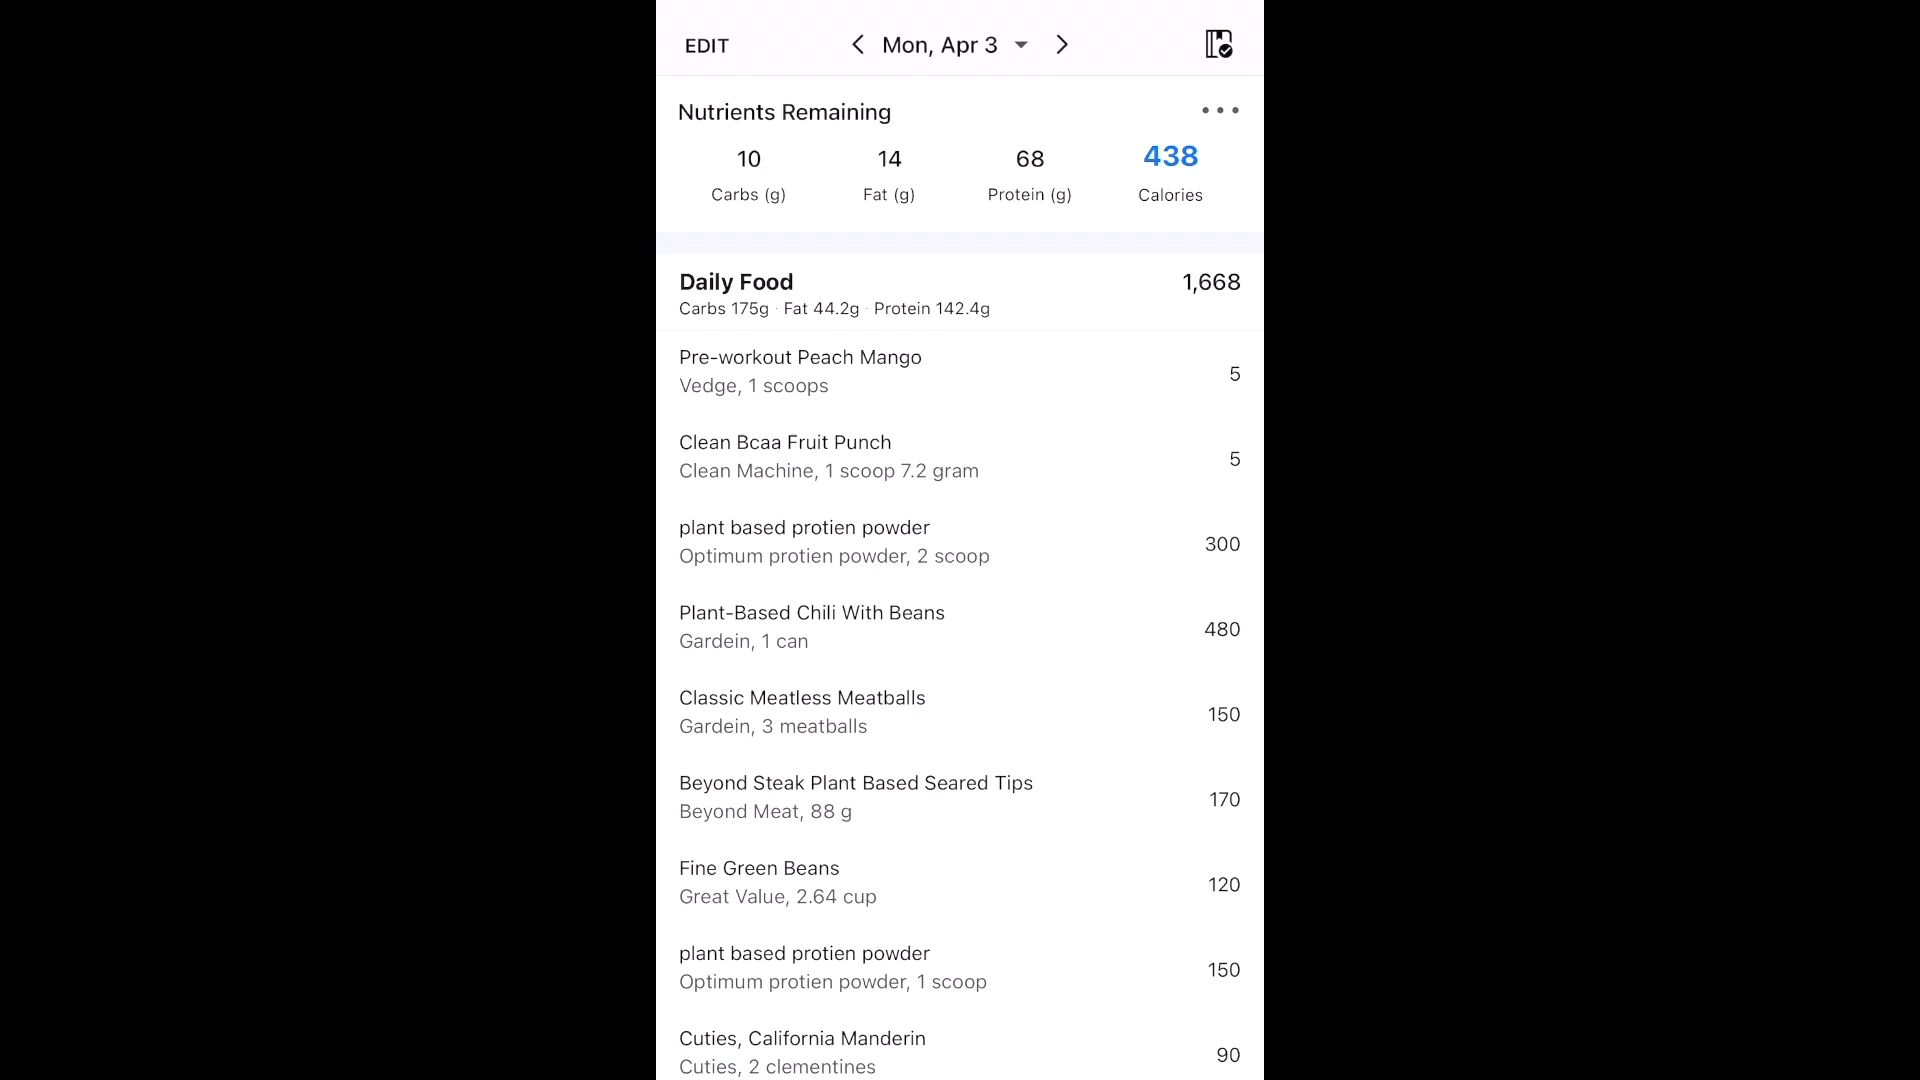 EDIT
Mon, Apr 3
Nutrients Remaining
10 14 68 438
Carbs (g) Fat (g) Protein (g) Calories
Daily Food 1,668
Carbs 175g · Fat 44.2g · Protein 142.4g
Pre-workout Peach Mango
Vedge, 1 scoops
5
Clean Bcaa Fruit Punch
Clean Machine, 1 scoop 7.2 gram
5
plant based protien powder
Optimum protien powder, 2 scoop
300
Plant-Based Chili With Beans
Gardein, 1 can
480
Classic Meatless Meatballs
Gardein, 3 meatballs
150
Beyond Steak Plant Based Seared Tips
Beyond Meat, 88 g
170
Fine Green Beans
Great Value, 2.64 cup
120
plant based protien powder
Optimum protien powder, 1 scoop
150
Cuties, California Manderin
Cuties, 2 clementines
90